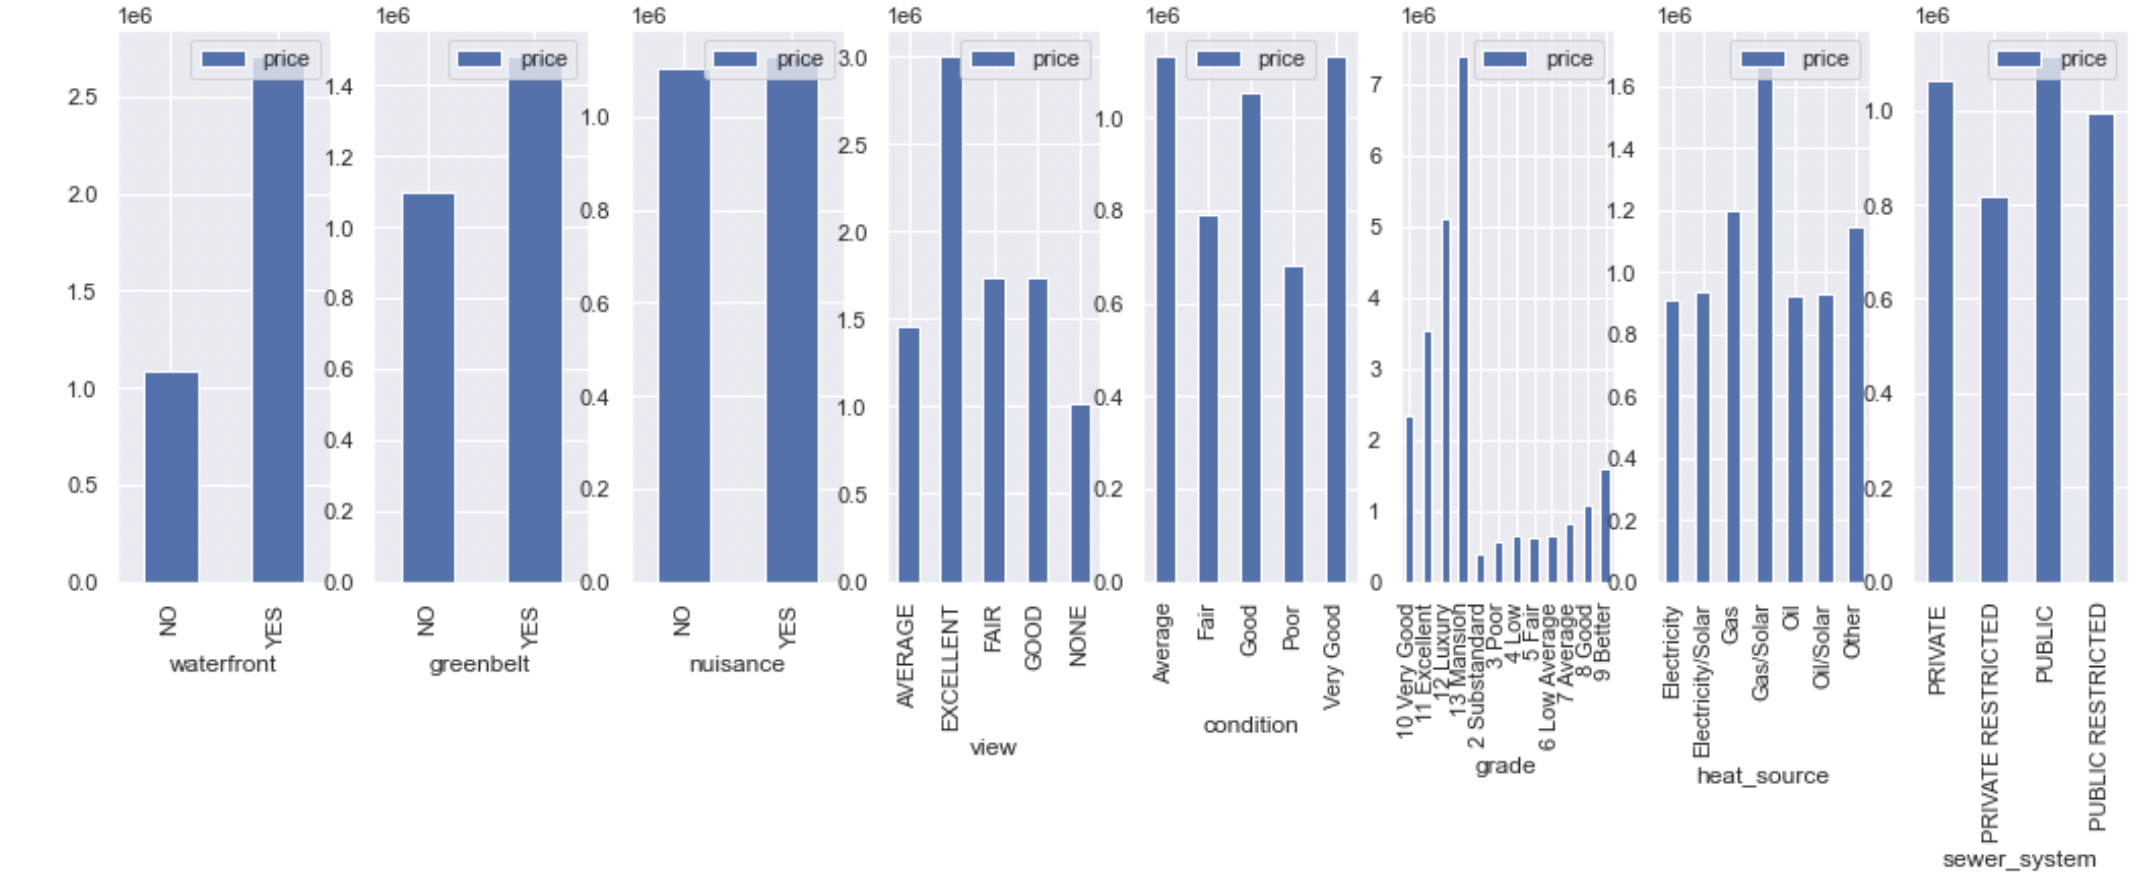 1e6
price
2.5
2.0
1.5
1.0
0.5
0.0
NO
YES
waterfront
1e6
price
1.4
1.2
1.0
0.8
0.6
0.4
0.2
0.0
NO
YES
greenbelt
1e6
price
1.0
0.8
0.6
0.4
0.2
0.0
NO
YES
nuisance
1e6
price
3.0
2.5
2.0
1.5
1.0
0.5
0.0
AVERAGE
EXCELLENT
FAIR
GOOD
NONE
view
1e6
price
1.0
0.8
0.6
0.4
0.2
0.0
Average
Fair
Good
Poor
Very Good
condition
1e6
price
7
6
5
4
3
2
1
0
10 Very Good
11 Excellent
12 Luxury
13 Mansion
2 Substandard
3 Poor
4 Low
5 Fair
6 Low Average
7 Average
8 Good
9 Better
grade
1e6
price
1.6
1.4
1.2
1.0
0.8
0.6
0.4
0.2
0.0
Electricity
Electricity/Solar
Gas
Gas/Solar
Oil
Oil/Solar
Other
heat_source
1e6
price
1.0
0.8
0.6
0.4
0.2
0.0
PRIVATE
PRIVATE RESTRICTED
PUBLIC
PUBLIC RESTRICTED
sewer_system